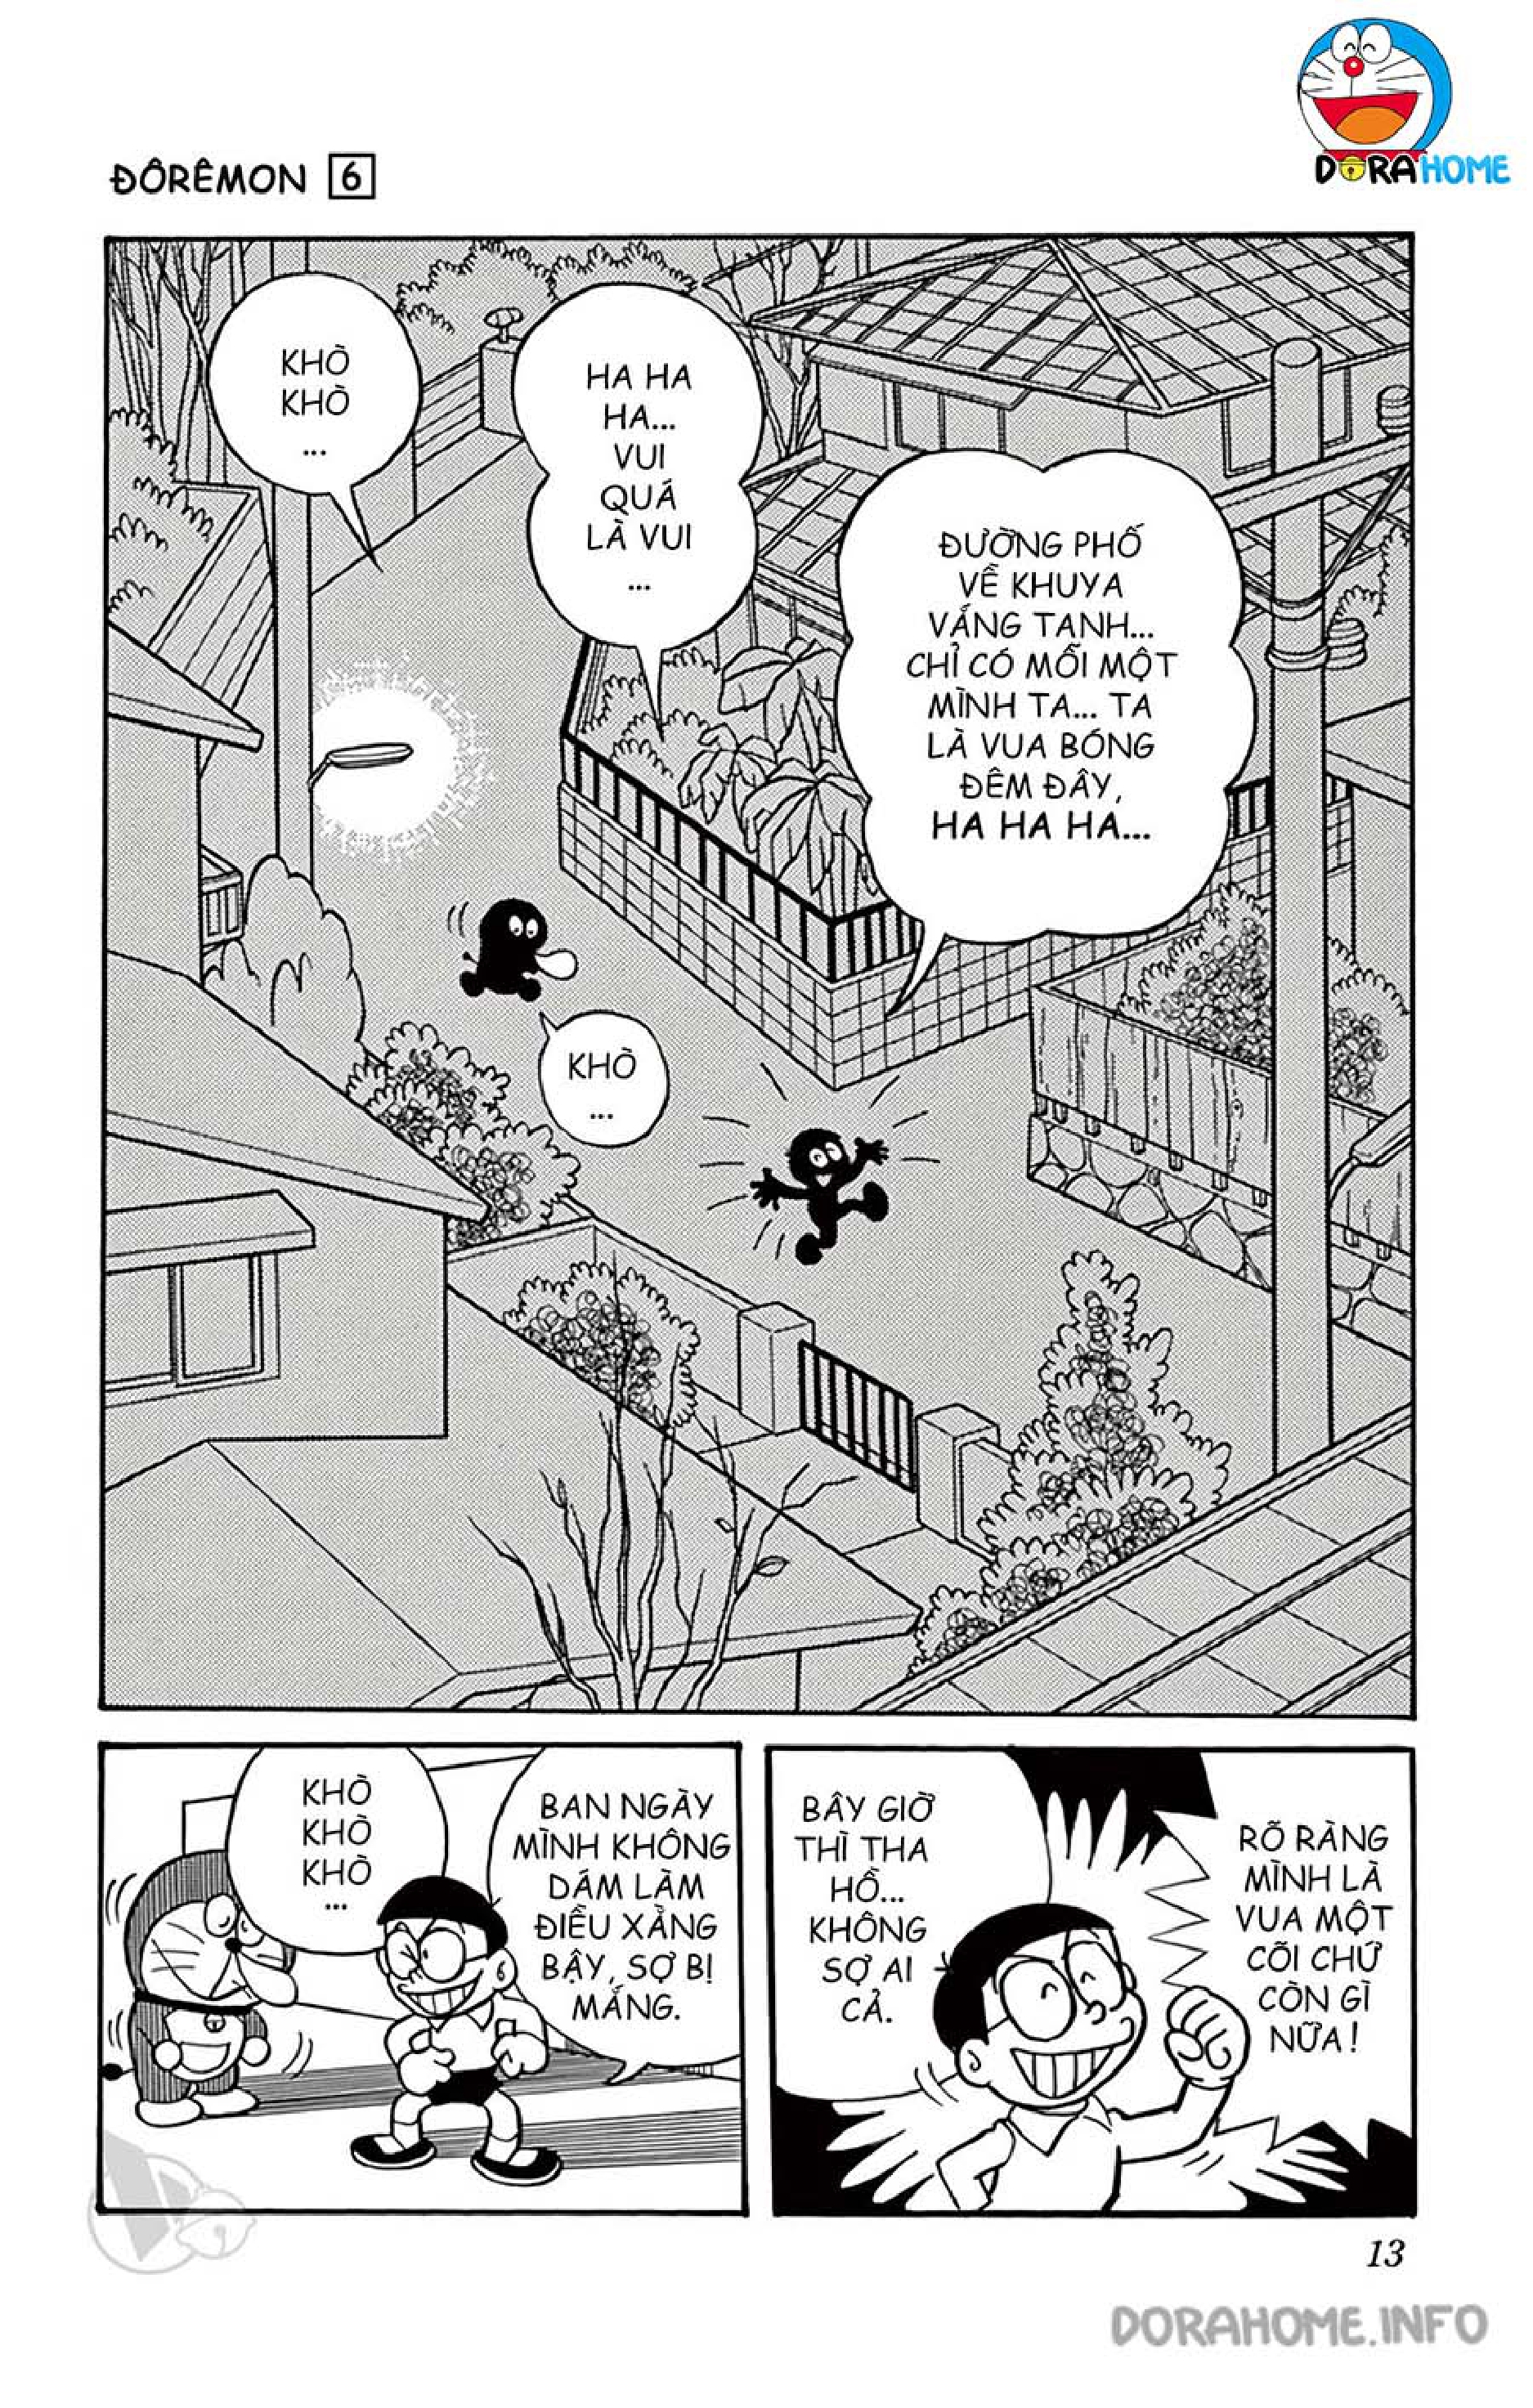 DORAHOME
ĐÔRÊMON 6
KHÒ
KHÒ
...
HA HA
HA...
VUI
QUÁ
LÀ VUI
...
ĐƯỜNG PHỐ
VỀ KHUYA
VẮNG TANH...
CHỈ CÓ MỖI MỘT
MÌNH TA... TA
LÀ VUA BÓNG
ĐÊM ĐÂY,
HA HA HA...
KHÒ
...
KHÒ
KHÒ
KHÒ
...
BAN NGÀY
MÌNH KHÔNG
DÁM LÀM
ĐIỀU XẰNG
BẬY, SỢ BỊ
MẮNG.
BÂY GIỜ
THÌ THA
HỒ...
KHÔNG
SỢ AI
CẢ.
RÕ RÀNG
MÌNH LÀ
VUA MỘT
CÕI CHỨ
CÒN GÌ
NỮA!
13
DORAHOME.INFO